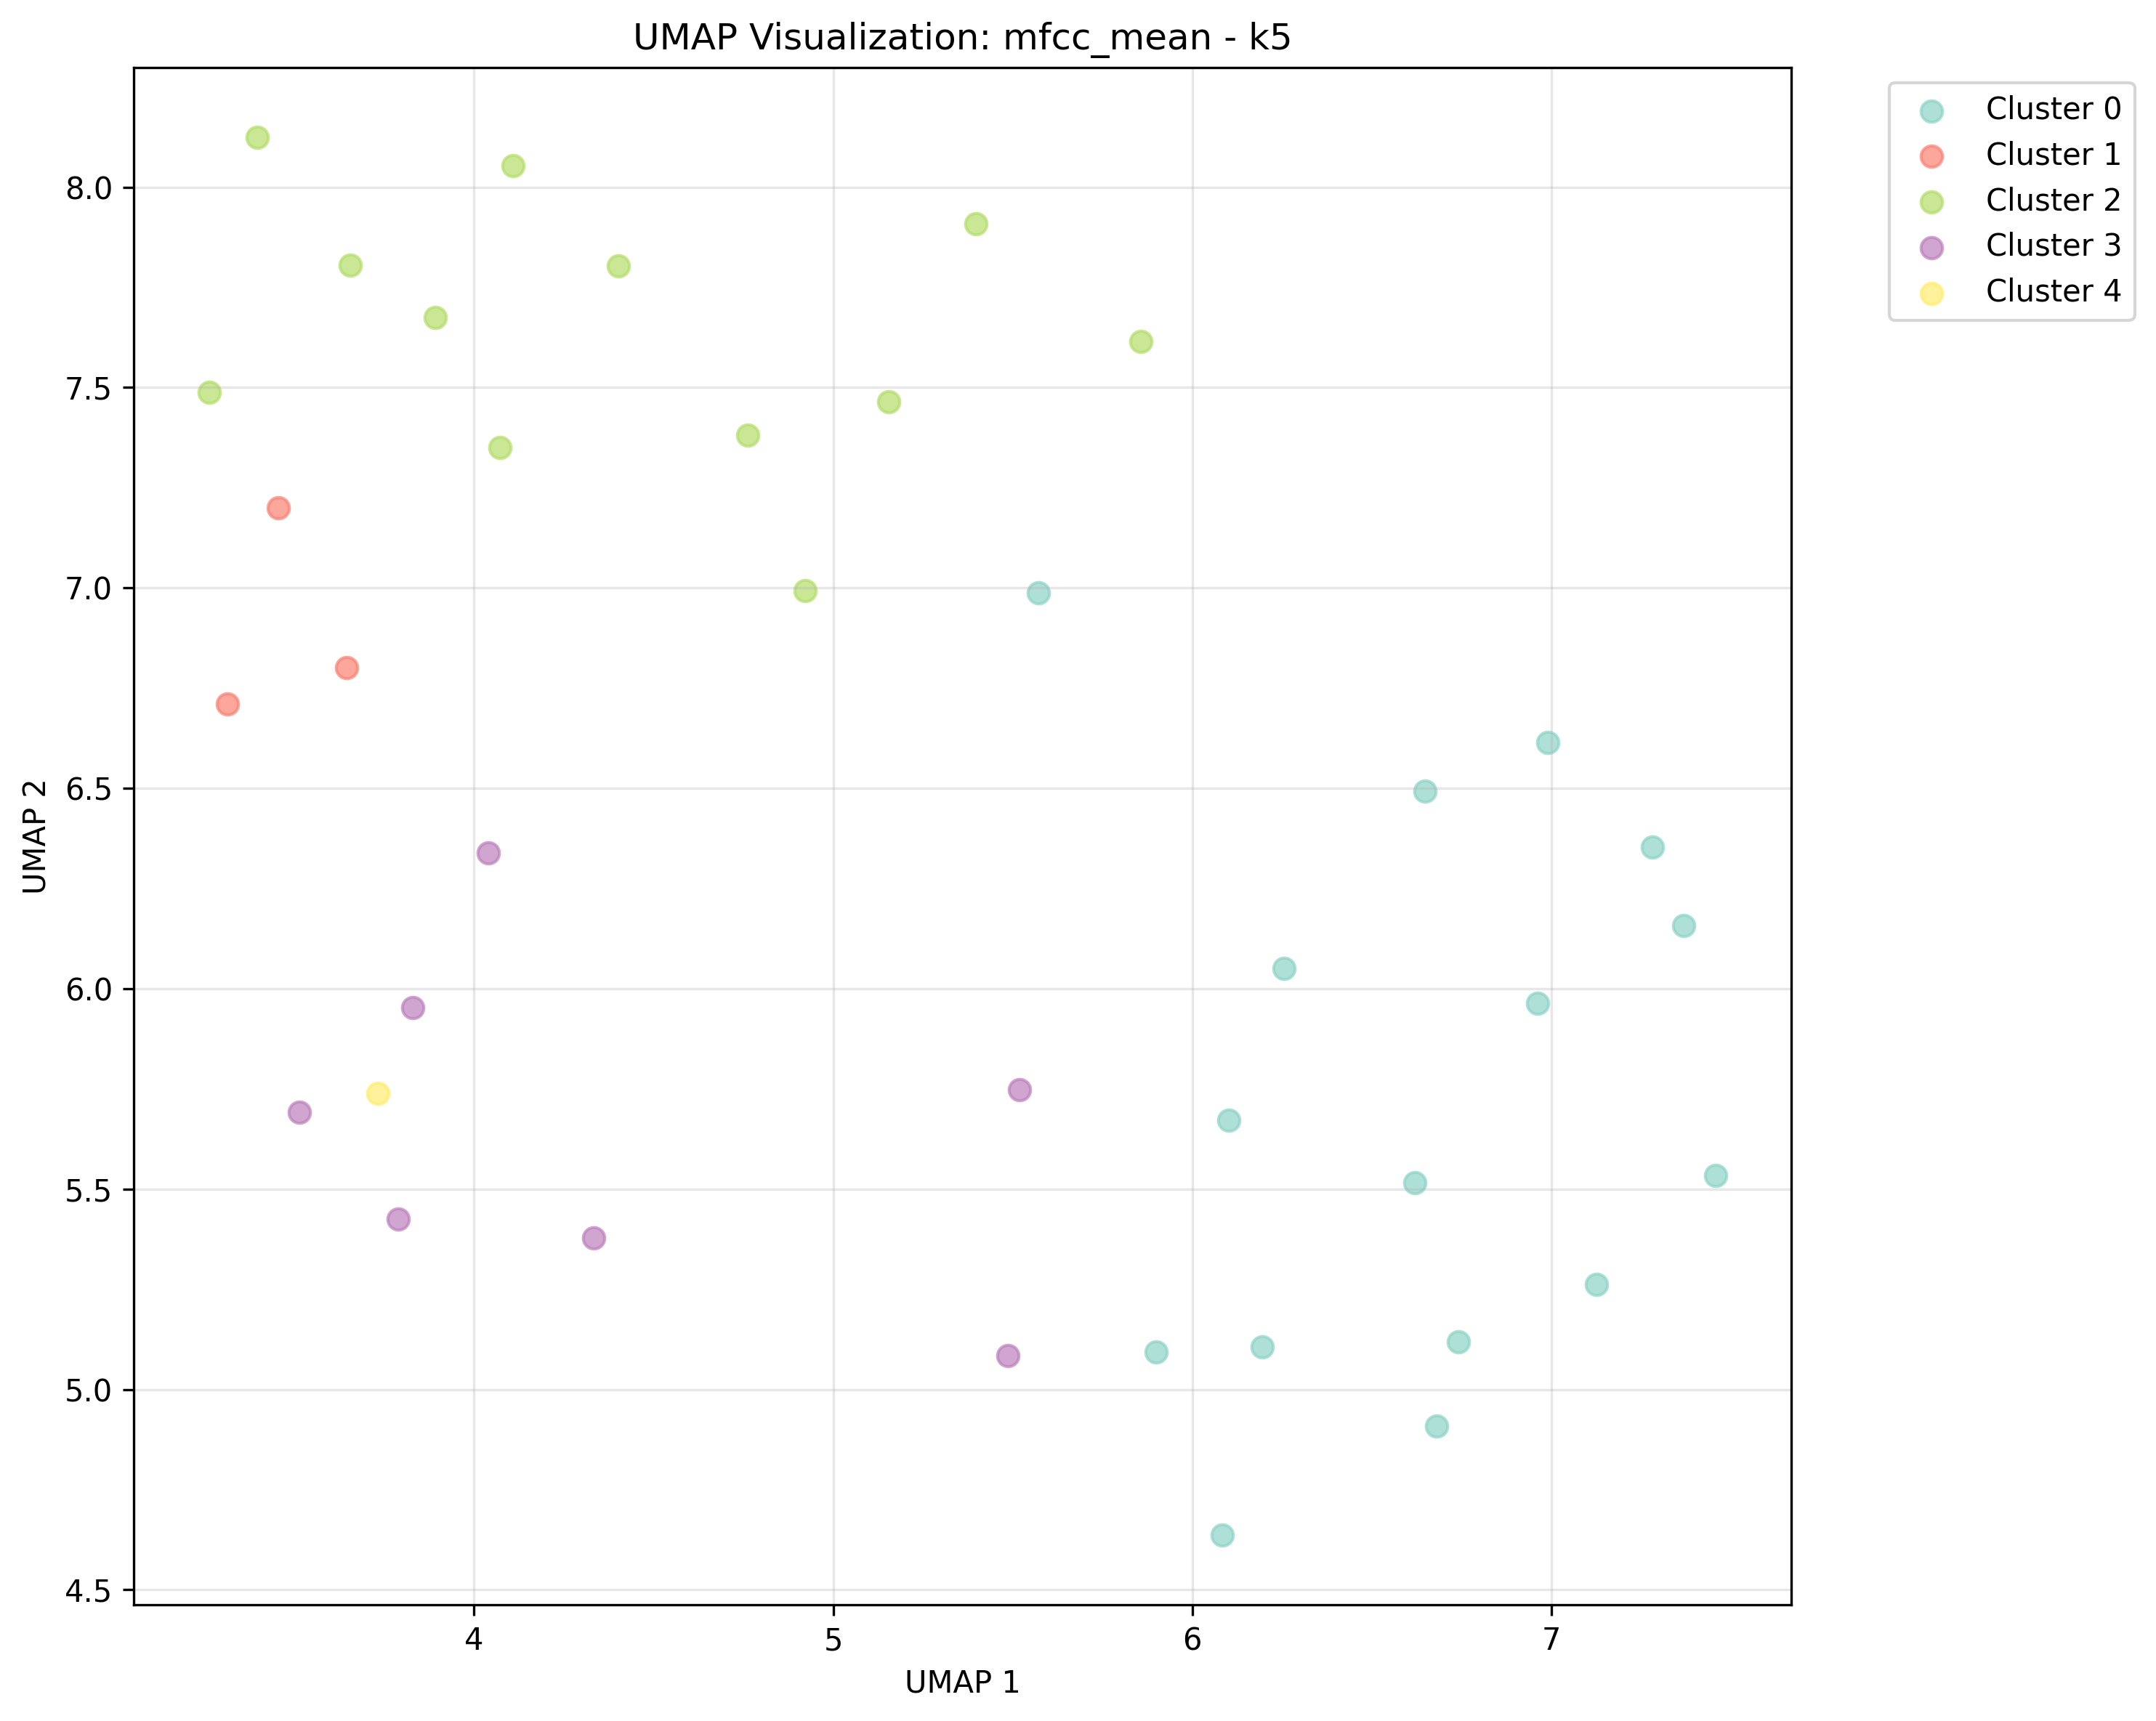 UMAP Visualization: mfcc_mean - k5
Cluster 0
Cluster 1
Cluster 2
Cluster 3
Cluster 4
UMAP 2
8.0
7.5
7.0
6.5
6.0
5.5
5.0
4.5
4
5
6
7
UMAP 1